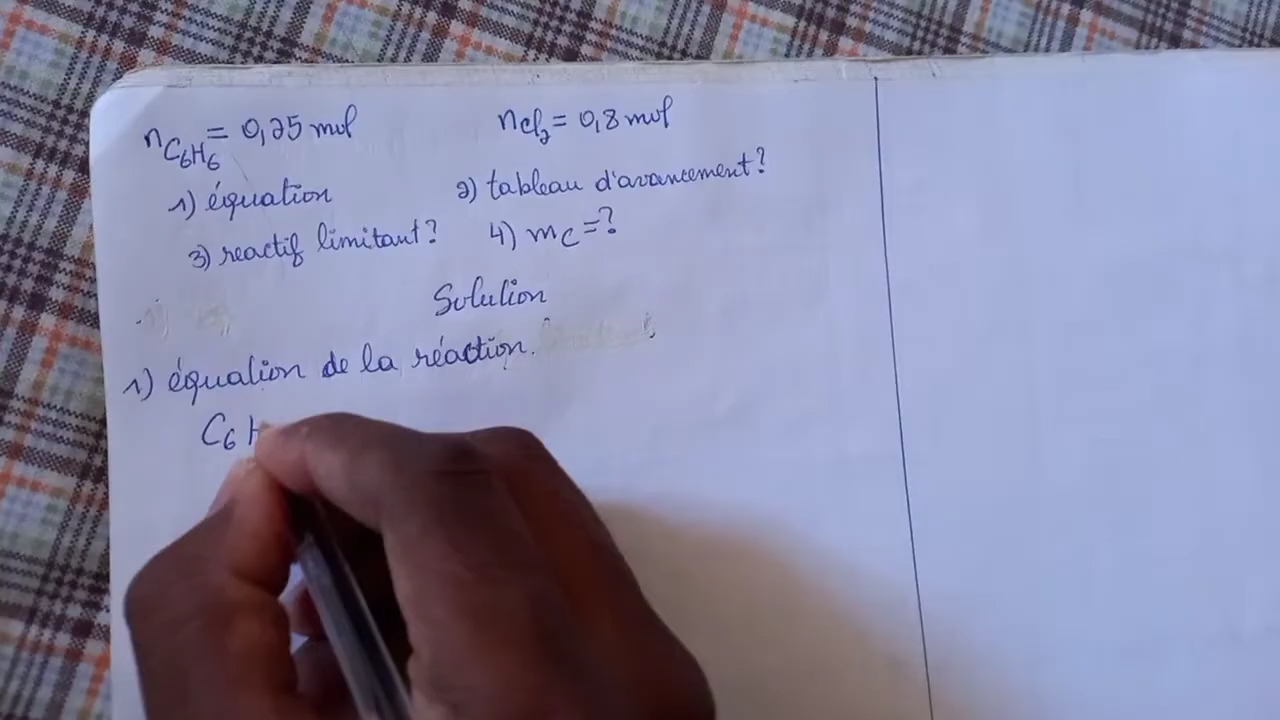 nC₆H₆ = 0,25 mol nCl₂ = 0,8 mol
1) équation 2) tableau d'avancement?
3) reactif limitant? 4) mC = ?
Solution
1) équation de la réaction.
C₆H